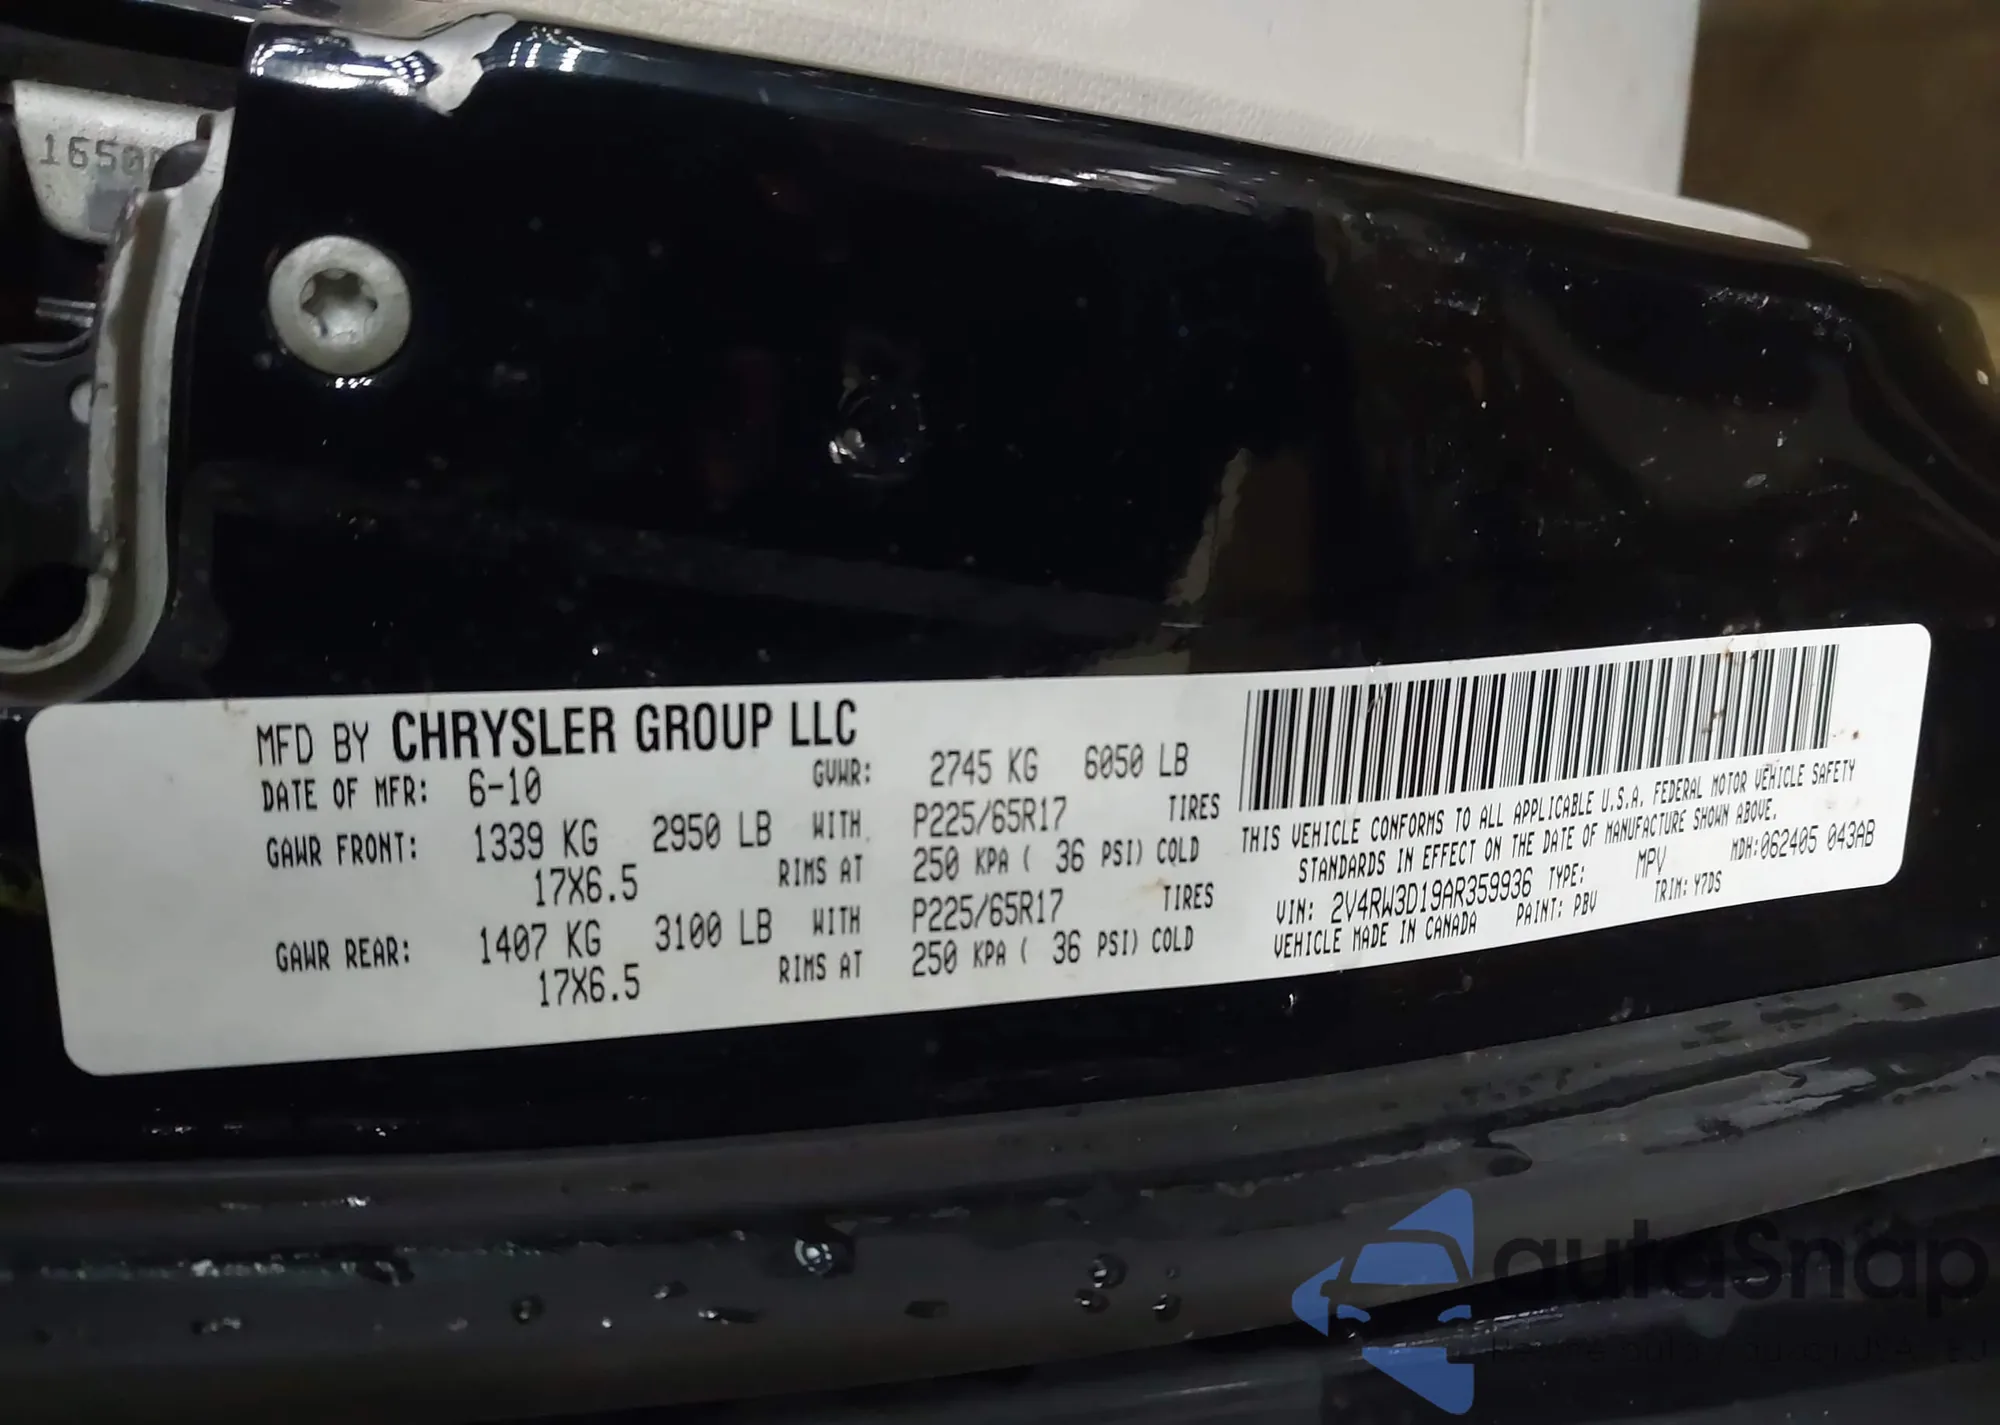 1650
MFD BY CHRYSLER GROUP LLC
DATE OF MFR: 6-10 GVWR: 2745 KG 6050 LB
GAWR FRONT: 1339 KG 2950 LB WITH P225/65R17 TIRES
17X6.5 RIMS AT 250 KPA ( 36 PSI) COLD
GAWR REAR: 1407 KG 3100 LB WITH P225/65R17 TIRES
17X6.5 RIMS AT 250 KPA ( 36 PSI) COLD
THIS VEHICLE CONFORMS TO ALL APPLICABLE U.S.A. FEDERAL MOTOR VEHICLE SAFETY
STANDARDS IN EFFECT ON THE DATE OF MANUFACTURE SHOWN ABOVE.
MDH:062405 043AB
VIN: 2V4RW3D19AR359936 TYPE: MPV
VEHICLE MADE IN CANADA PAINT: PBV TRIM: Y7DS
autosnap